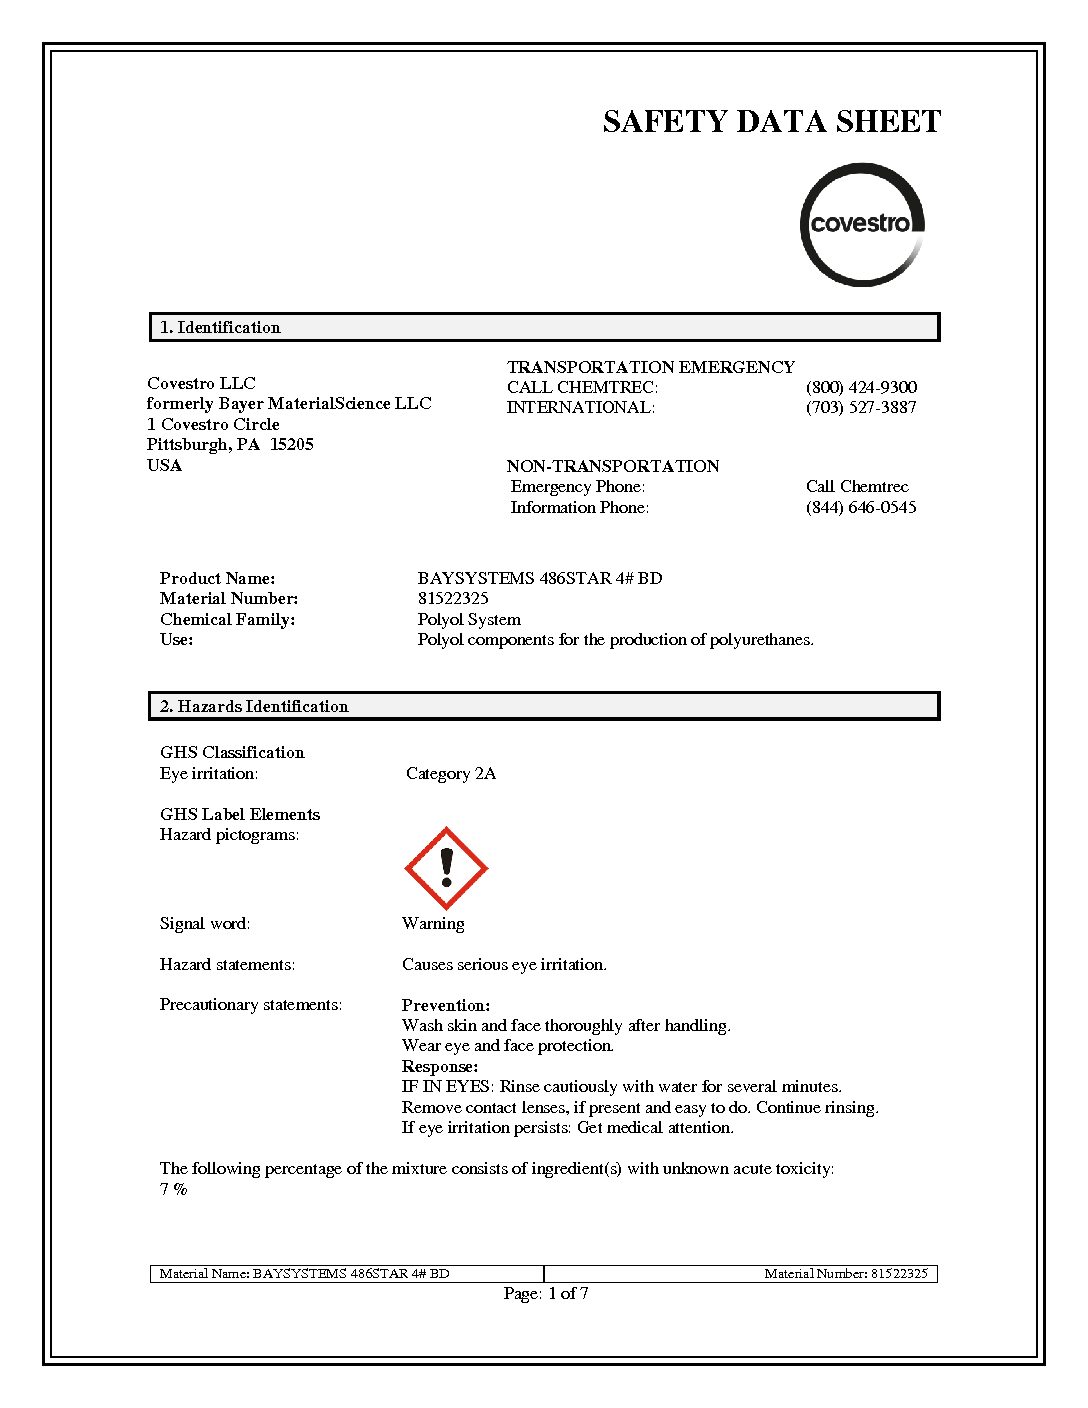 SAFETY DATA SHEET
covestro
1. Identification
Covestro LLC
formerly Bayer MaterialScience LLC
1 Covestro Circle
Pittsburgh, PA  15205
USA
TRANSPORTATION EMERGENCY
CALL CHEMTREC: (800) 424-9300
INTERNATIONAL: (703) 527-3887
NON-TRANSPORTATION
Emergency Phone: Call Chemtrec
Information Phone: (844) 646-0545
Product Name: BAYSYSTEMS 486STAR 4# BD
Material Number: 81522325
Chemical Family: Polyol System
Use: Polyol components for the production of polyurethanes.
2. Hazards Identification
GHS Classification
Eye irritation: Category 2A
GHS Label Elements
Hazard pictograms:
Signal word: Warning
Hazard statements: Causes serious eye irritation.
Precautionary statements: Prevention:
Wash skin and face thoroughly after handling.
Wear eye and face protection.
Response:
IF IN EYES: Rinse cautiously with water for several minutes.
Remove contact lenses, if present and easy to do. Continue rinsing.
If eye irritation persists: Get medical attention.
The following percentage of the mixture consists of ingredient(s) with unknown acute toxicity:
7 %
Material Name: BAYSYSTEMS 486STAR 4# BD Material Number: 81522325
Page: 1 of 7